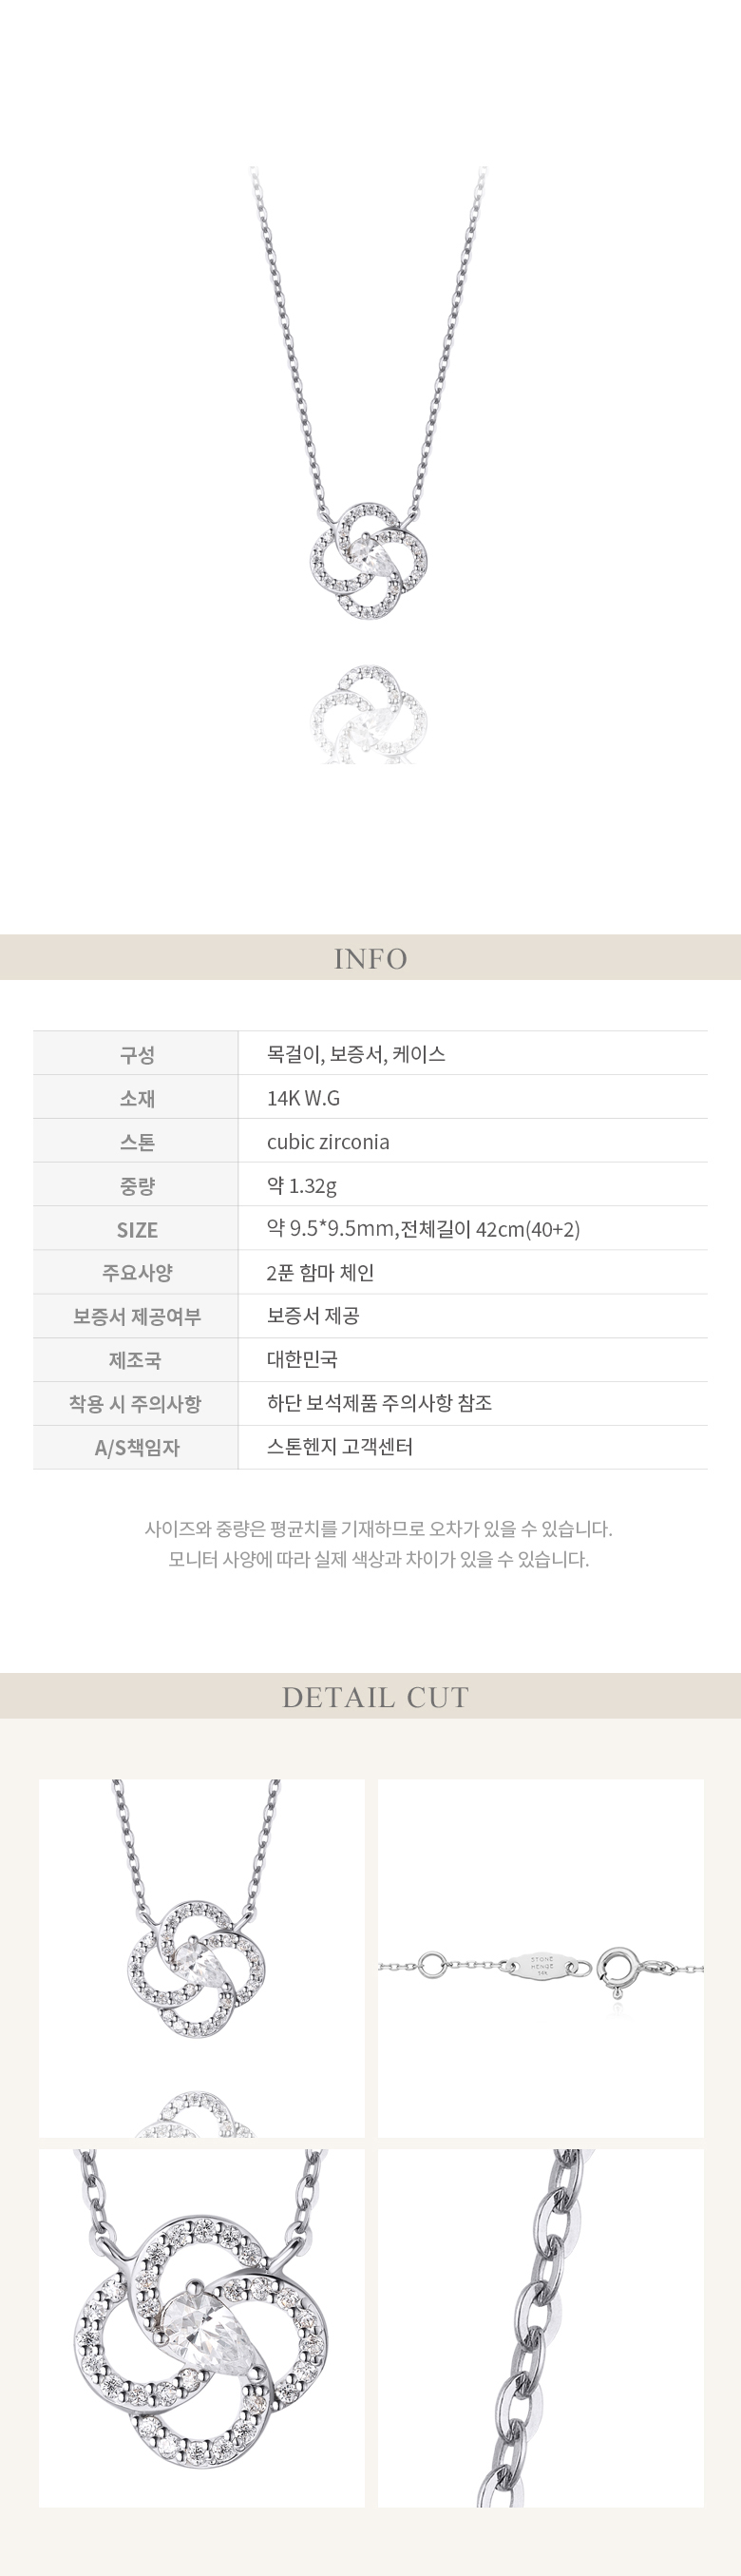 INFO
구성 목걸이, 보증서, 케이스
소재 14K W.G
스톤 cubic zirconia
중량 약 1.32g
SIZE 약 9.5*9.5mm,전체길이 42cm(40+2)
주요사양 2푼 함마 체인
보증서 제공여부 보증서 제공
제조국 대한민국
착용 시 주의사항 하단 보석제품 주의사항 참조
A/S책임자 스톤헨지 고객센터
사이즈와 중량은 평균치를 기재하므로 오차가 있을 수 있습니다.
모니터 사양에 따라 실제 색상과 차이가 있을 수 있습니다.
DETAIL CUT
STONE
HENGE
14K